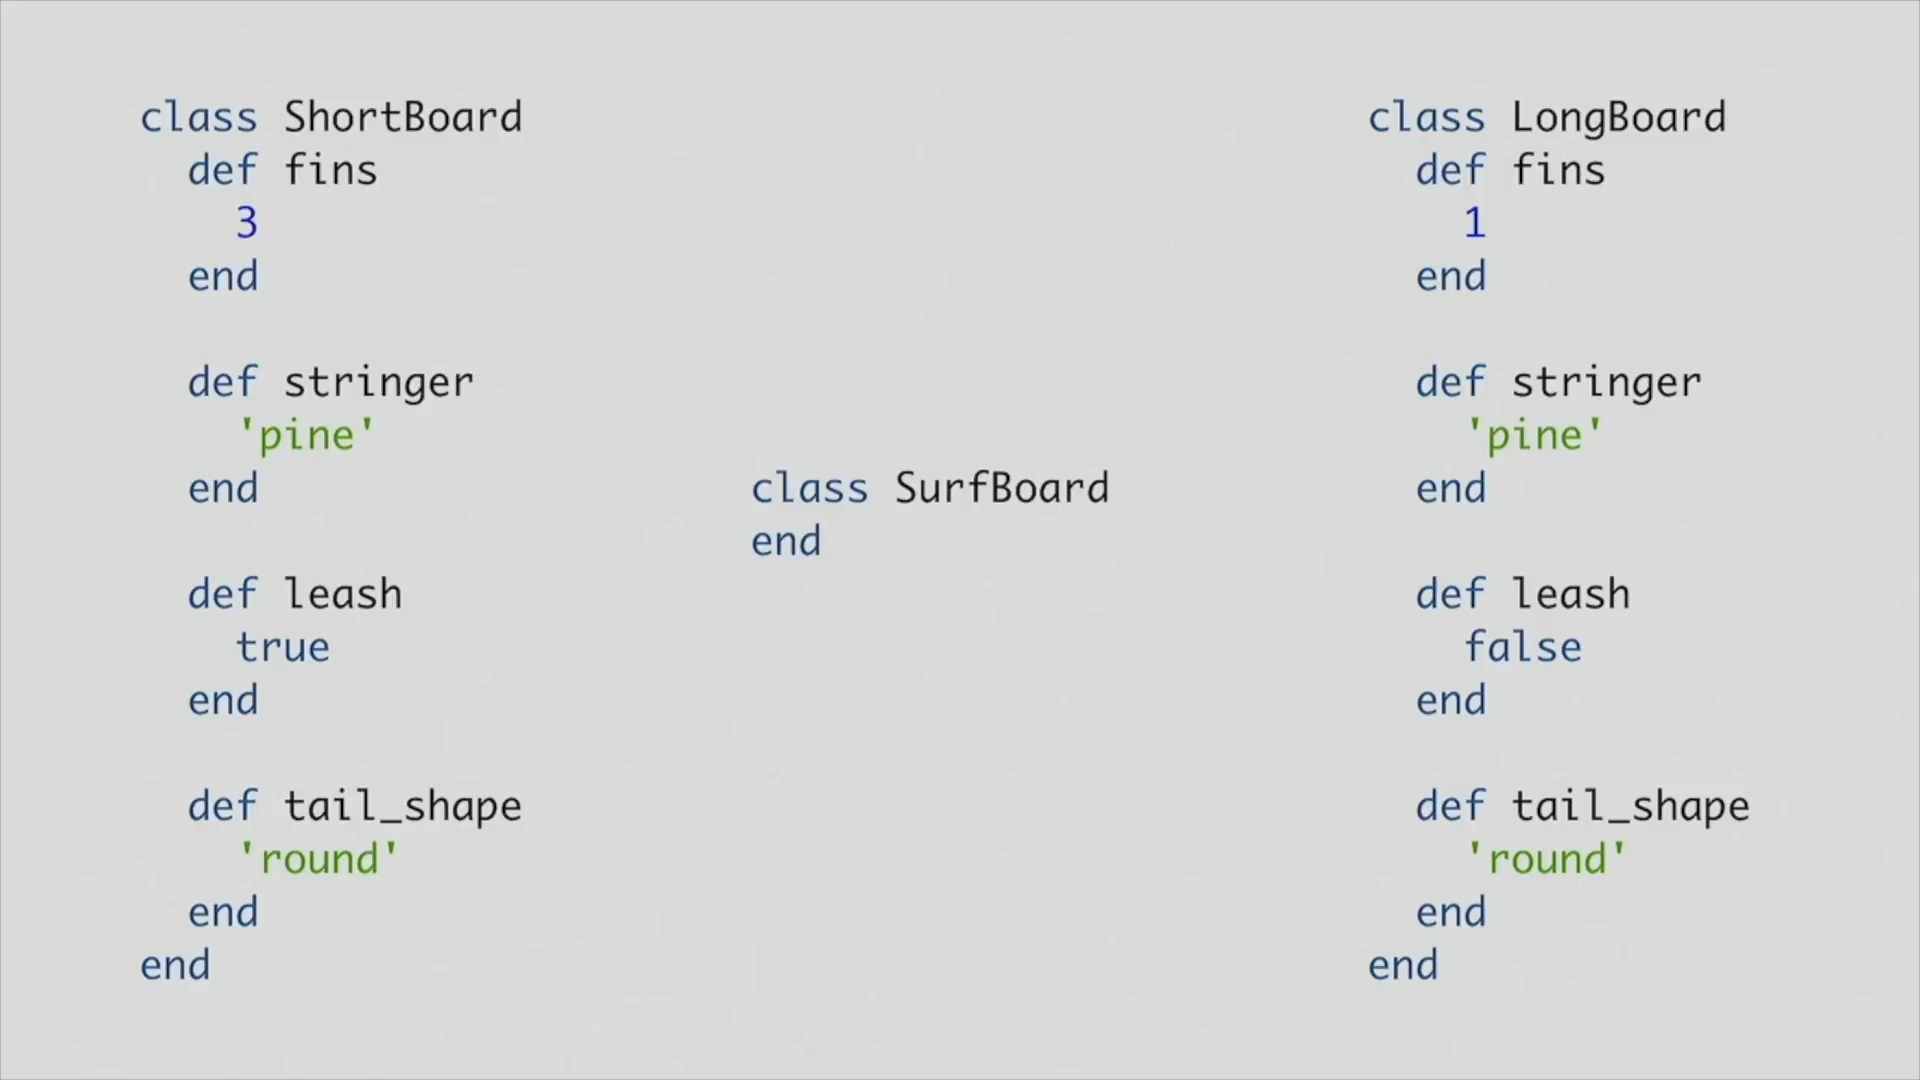 class ShortBoard
  def fins
    3
  end

  def stringer
    'pine'
  end

  def leash
    true
  end

  def tail_shape
    'round'
  end
end
class SurfBoard
end
class LongBoard
  def fins
    1
  end

  def stringer
    'pine'
  end

  def leash
    false
  end

  def tail_shape
    'round'
  end
end